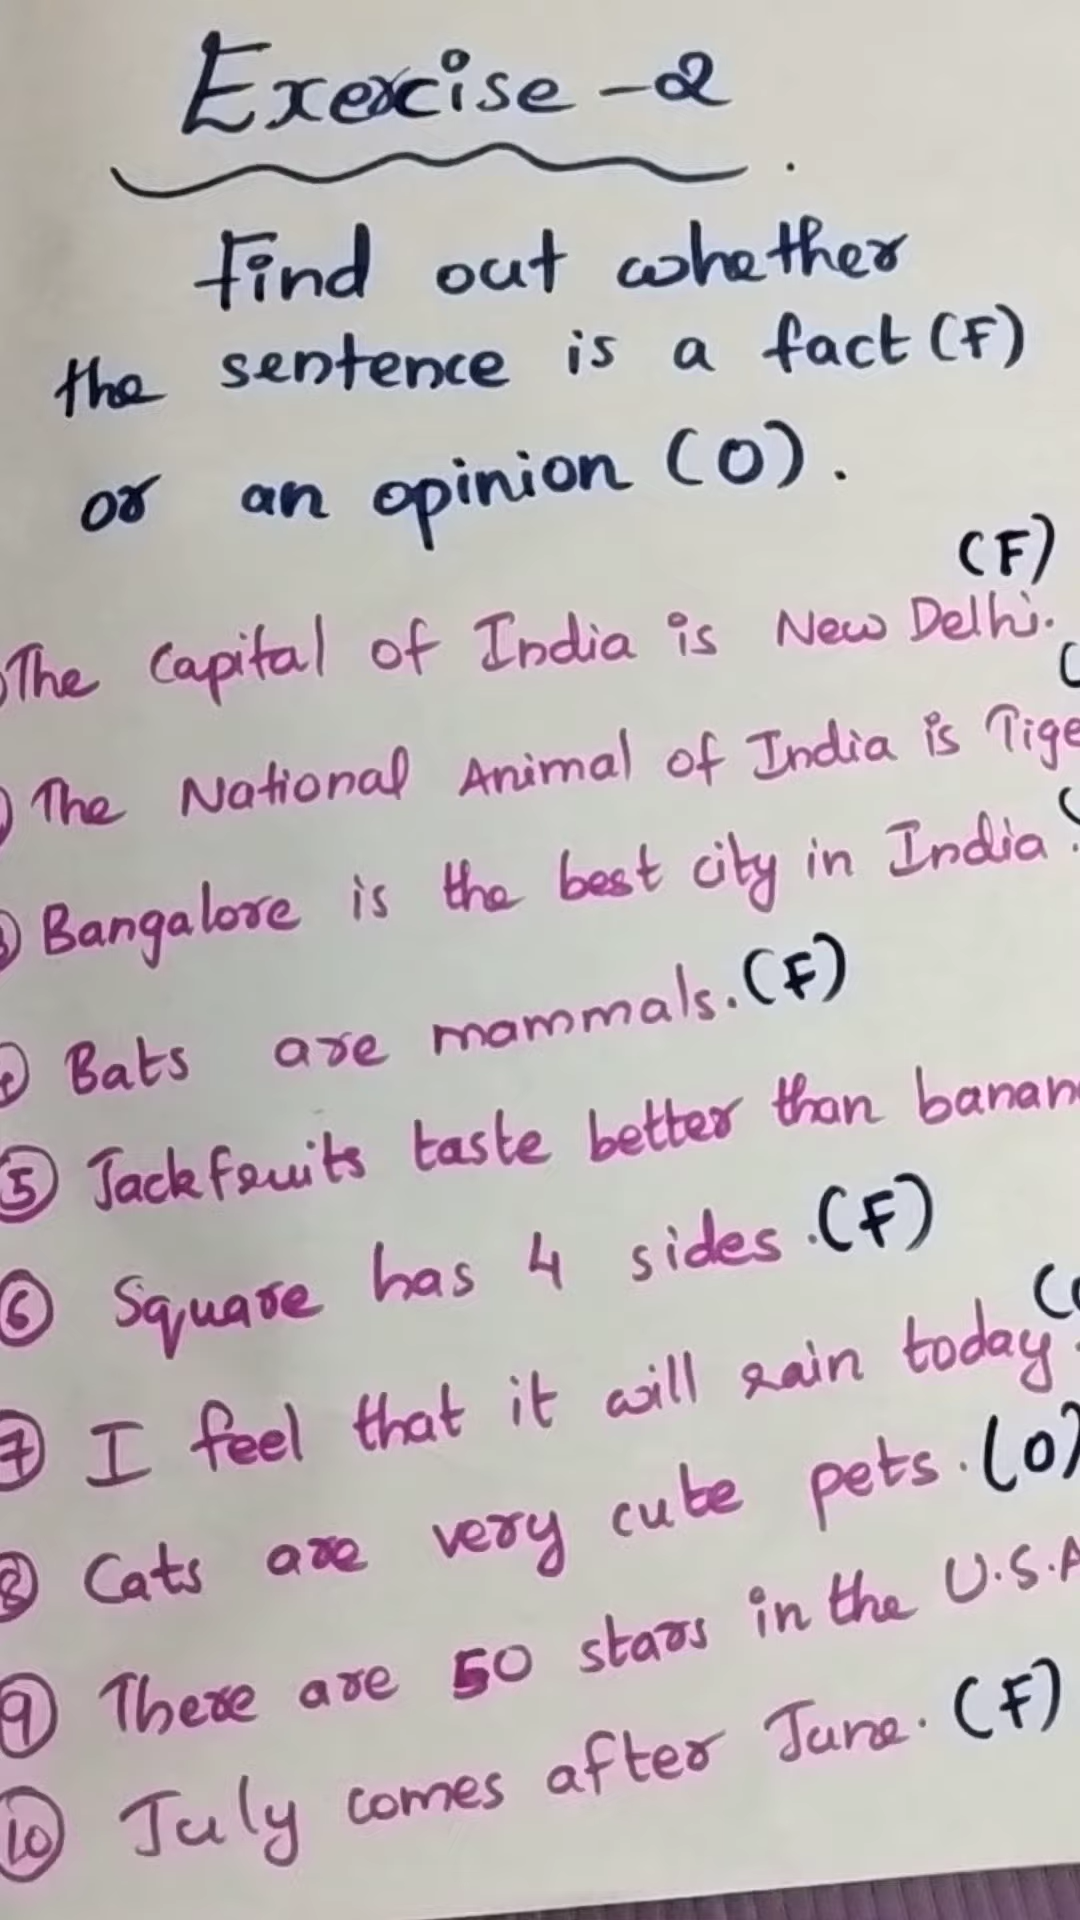 Exercise-2
Find out whether
the sentence is a fact (F)
or an opinion (O).
(F)
The Capital of India is New Delhi.
The National Animal of India is
Bangalore is the best city in India.
Bats are mammals. (F)
5 Jackfruits taste better than
6 Square has 4 sides. (F)
7 I feel that it will rain today.
8 Cats are very cute pets. (O)
9 There are 50 stars in the U.S.A
10 July comes after June. (F)